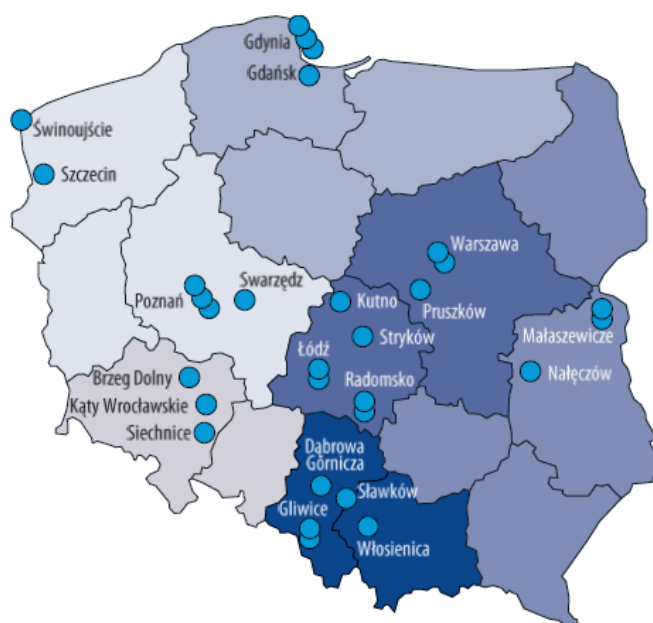 Gdynia
Gdańsk
Świnoujście
Szczecin
Warszawa
Swarzędz
Poznań
Kutno
Pruszków
Stryków
Małaszewicze
Łódź
Nałęczów
Brzeg Dolny
Radomsko
Kąty Wrocławskie
Siechnice
Dąbrowa
Górnicza
Sławków
Gliwice
Włosienica